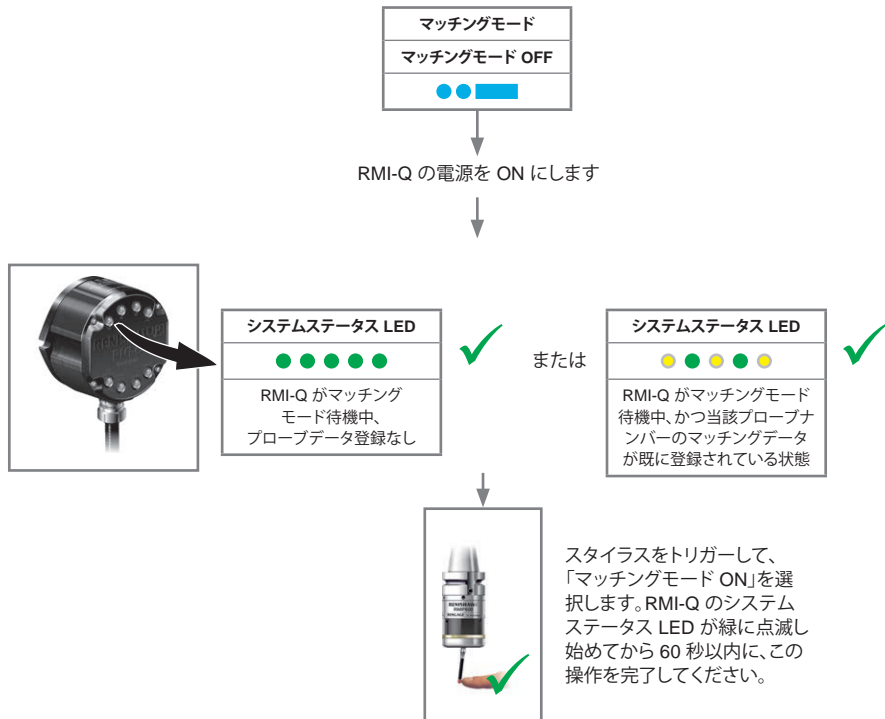 マッチングモード
マッチングモード OFF
RMI-Q の電源を ON にします
システムステータス LED
RMI-Q がマッチング
モード待機中、
プローブデータ登録なし
または
システムステータス LED
RMI-Q がマッチングモード
待機中、かつ当該プローブナ
ンバーのマッチングデータ
が既に登録されている状態
RENISHAW
スタイラスをトリガーして、
「マッチングモード ON」を選
択します。RMI-Q のシステム
ステータス LED が緑に点滅し
始めてから 60 秒以内に、この
操作を完了してください。